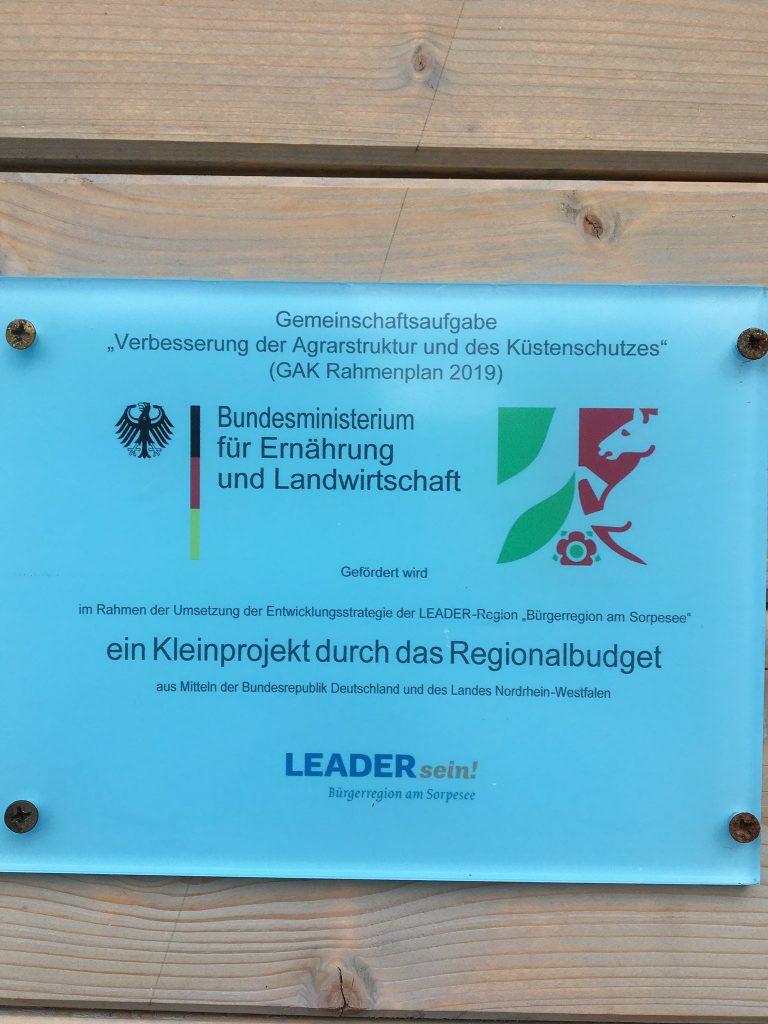 Gemeinschaftsaufgabe
„Verbesserung der Agrarstruktur und des Küstenschutzes“
(GAK Rahmenplan 2019)
Bundesministerium
für Ernährung
und Landwirtschaft
Gefördert wird
im Rahmen der Umsetzung der Entwicklungsstrategie der LEADER-Region „Bürgerregion am Sorpesee“
ein Kleinprojekt durch das Regionalbudget
aus Mitteln der Bundesrepublik Deutschland und des Landes Nordrhein-Westfalen
LEADER sein!
Bürgerregion am Sorpesee